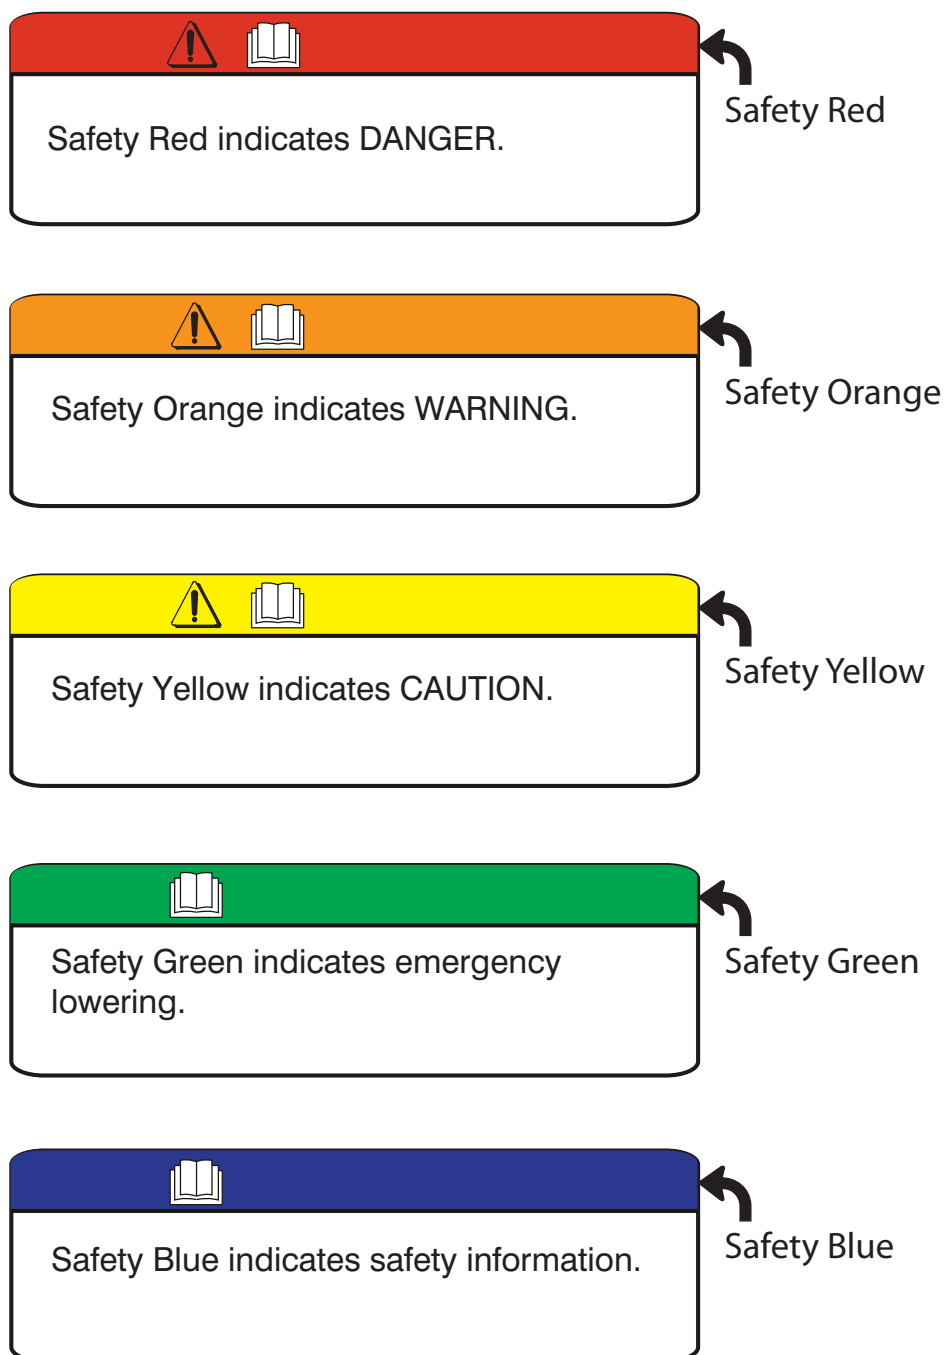 Safety Red
Safety Red indicates DANGER.
Safety Orange
Safety Orange indicates WARNING.
Safety Yellow
Safety Yellow indicates CAUTION.
Safety Green
Safety Green indicates emergency
lowering.
Safety Blue
Safety Blue indicates safety information.